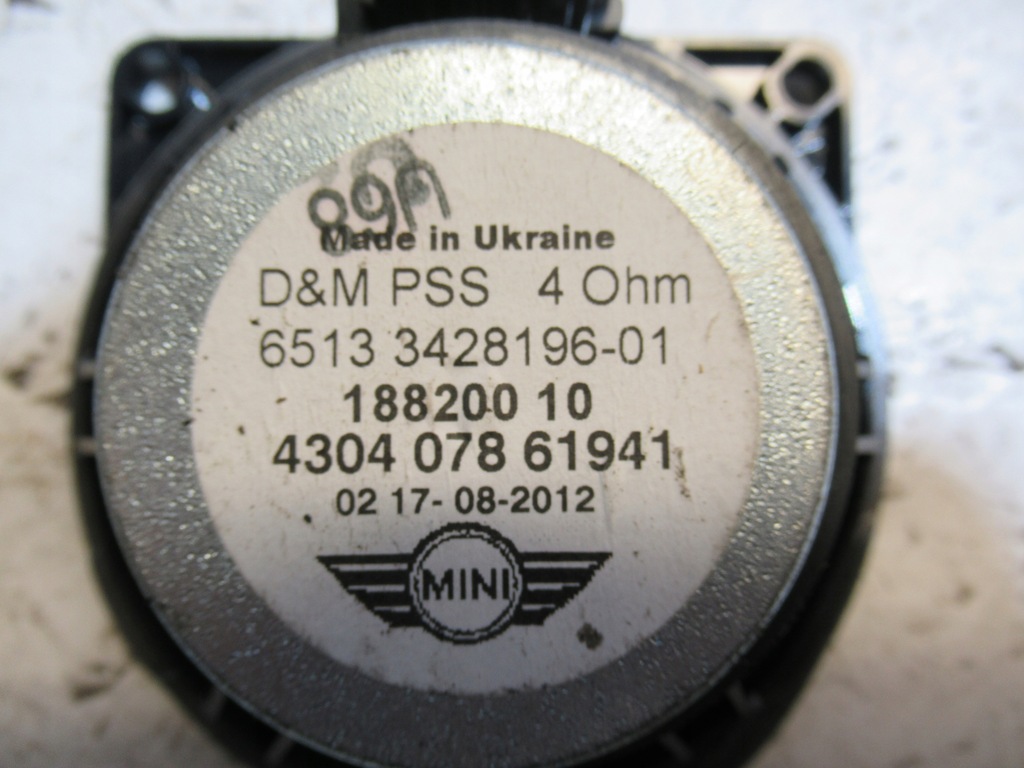 Made in Ukraine
D&M PSS 4 Ohm
6513 3428196-01
188200 10
4304 078 61941
02 17- 08-2012
MINI